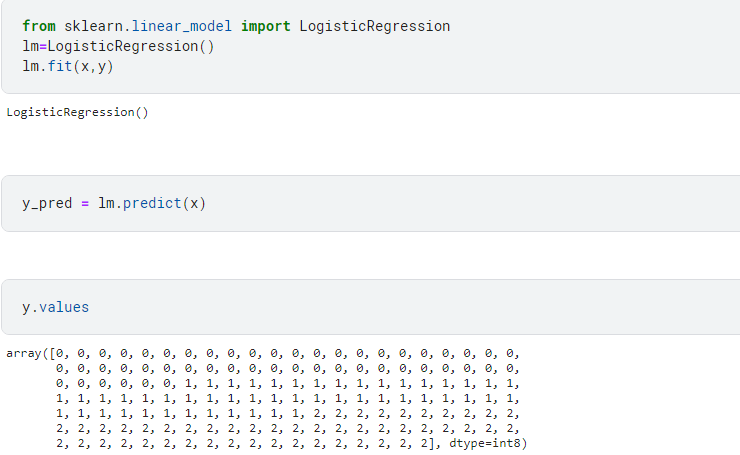 from sklearn.linear_model import LogisticRegression
lm=LogisticRegression()
lm.fit(x,y)
LogisticRegression()
y_pred = lm.predict(x)
y.values
array([0, 0, 0, 0, 0, 0, 0, 0, 0, 0, 0, 0, 0, 0, 0, 0, 0, 0, 0, 0, 0, 0,
0, 0, 0, 0, 0, 0, 0, 0, 0, 0, 0, 0, 0, 0, 0, 0, 0, 0, 0, 0, 0, 0,
0, 0, 0, 0, 0, 0, 1, 1, 1, 1, 1, 1, 1, 1, 1, 1, 1, 1, 1, 1, 1, 1,
1, 1, 1, 1, 1, 1, 1, 1, 1, 1, 1, 1, 1, 1, 1, 1, 1, 1, 1, 1, 1, 1,
1, 1, 1, 1, 1, 1, 1, 1, 1, 1, 1, 1, 2, 2, 2, 2, 2, 2, 2, 2, 2, 2,
2, 2, 2, 2, 2, 2, 2, 2, 2, 2, 2, 2, 2, 2, 2, 2, 2, 2, 2, 2, 2, 2,
2, 2, 2, 2, 2, 2, 2, 2, 2, 2, 2, 2, 2, 2, 2, 2, 2, 2], dtype=int8)